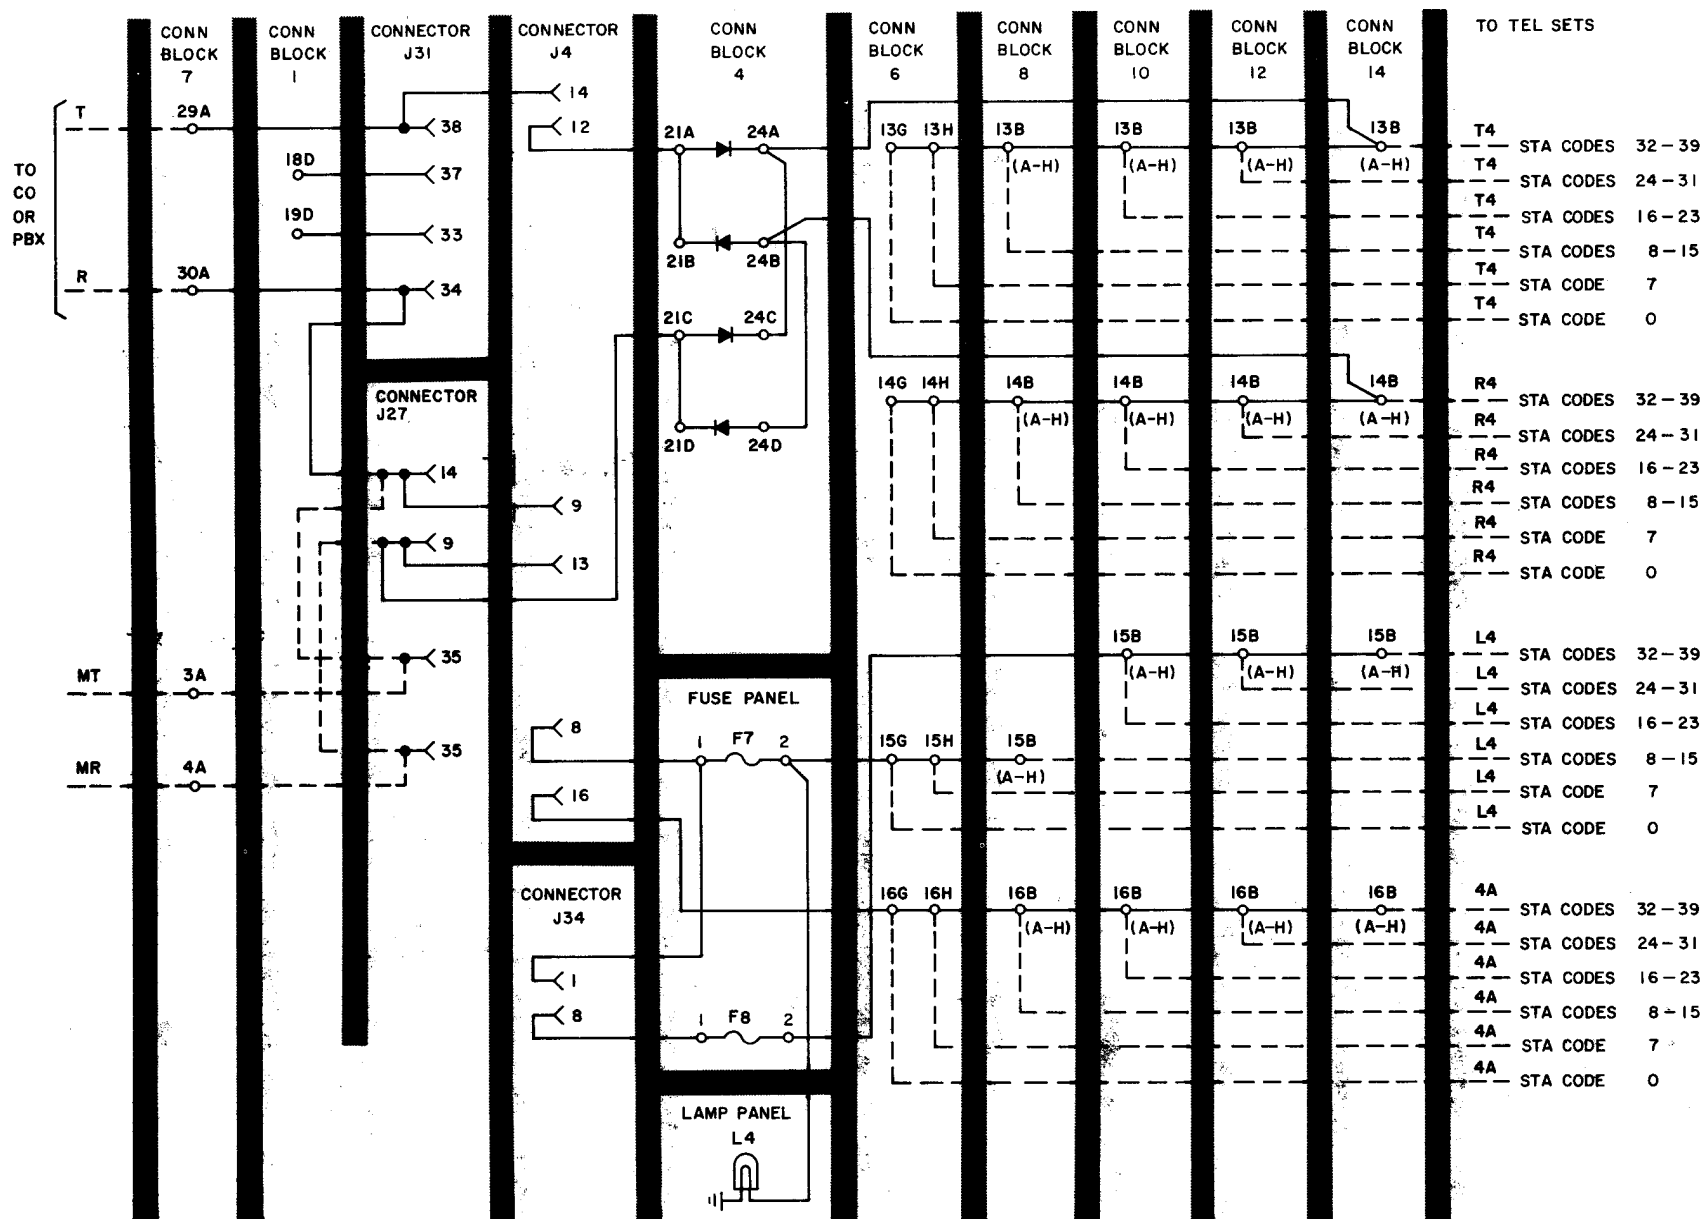 CONN
BLOCK
7
CONN
BLOCK
1
CONNECTOR
J31
CONNECTOR
J4
CONN
BLOCK
4
CONN
BLOCK
6
CONN
BLOCK
8
CONN
BLOCK
10
CONN
BLOCK
12
CONN
BLOCK
14
TO TEL SETS
TO
CO
OR
PBX
T
29A
38
14
12
18D
37
19D
33
R
30A
34
CONNECTOR
J27
14
9
9
13
MT
3A
35
MR
4A
35
8
16
CONNECTOR
J34
1
8
21A 24A
21B 24B
21C 24C
21D 24D
FUSE PANEL
1 F7 2
1 F8 2
LAMP PANEL
L4
13G 13H 13B 13B 13B 13B
(A-H) (A-H) (A-H) (A-H)
T4 STA CODES 32-39
T4 STA CODES 24-31
T4 STA CODES 16-23
T4 STA CODES 8-15
T4 STA CODE 7
T4 STA CODE 0
14G 14H 14B 14B 14B 14B
(A-H) (A-H) (A-H) (A-H)
R4 STA CODES 32-39
R4 STA CODES 24-31
R4 STA CODES 16-23
R4 STA CODES 8-15
R4 STA CODE 7
R4 STA CODE 0
15B 15B 15B
(A-H) (A-H) (A-H)
15G 15H 15B
(A-H)
L4 STA CODES 32-39
L4 STA CODES 24-31
L4 STA CODES 16-23
L4 STA CODES 8-15
L4 STA CODE 7
L4 STA CODE 0
16G 16H 16B 16B 16B 16B
(A-H) (A-H) (A-H) (A-H)
4A STA CODES 32-39
4A STA CODES 24-31
4A STA CODES 16-23
4A STA CODES 8-15
4A STA CODE 7
4A STA CODE 0